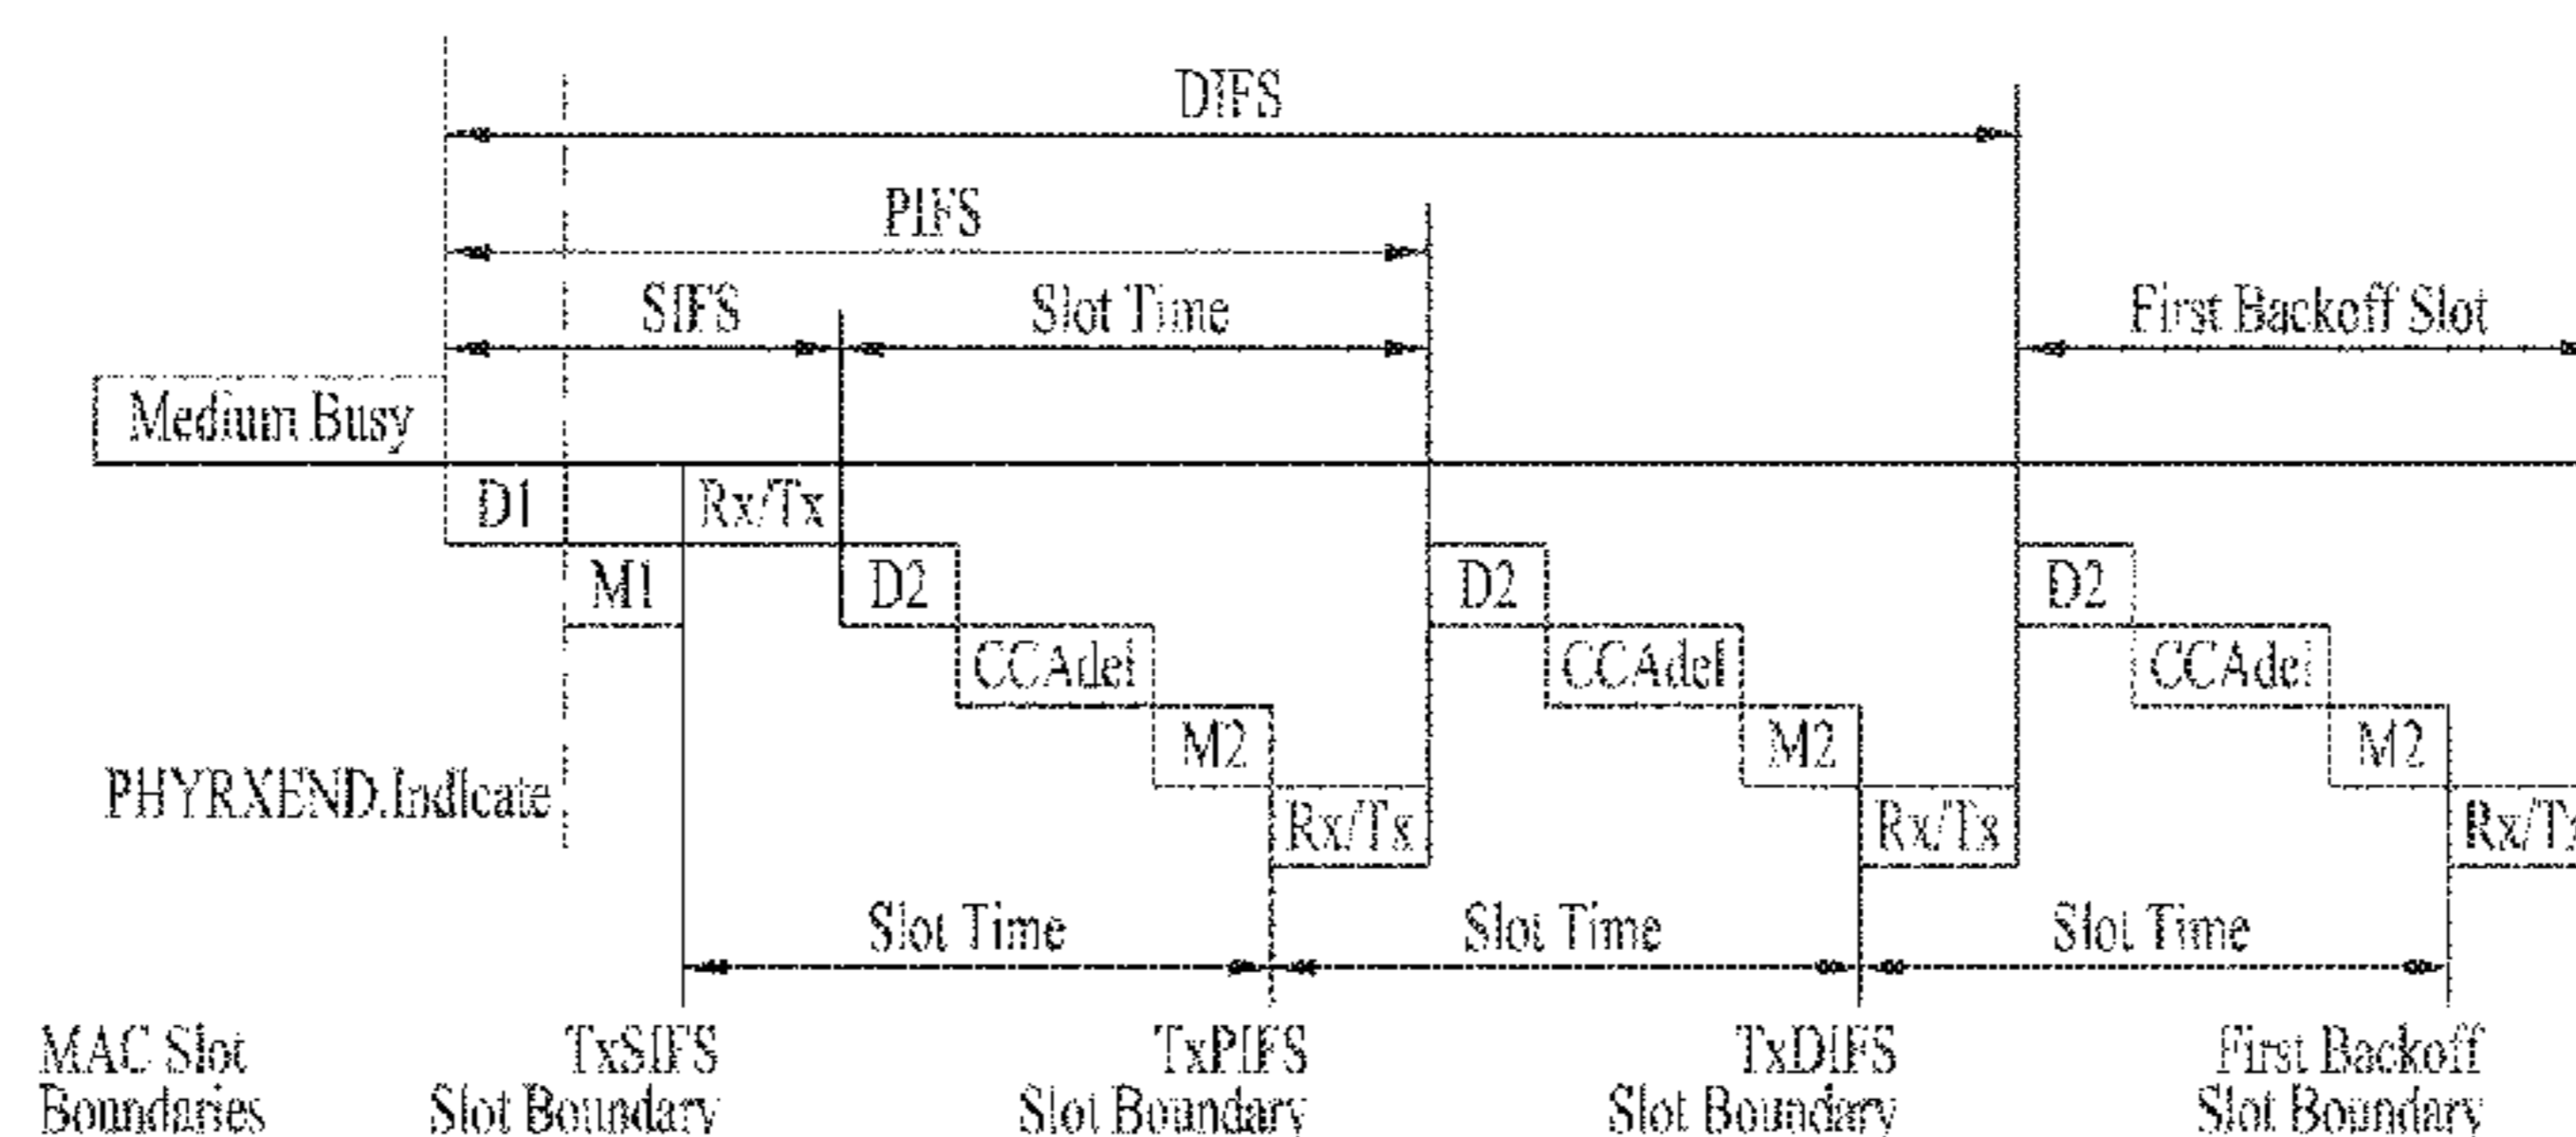 DIFS
PIFS
SIFS Slot Time First Backoff Slot
Medium Busy
D1 Rx/Tx
M1 D2 D2 D2
CCAdel CCAdel CCAdel
M2 M2 M2
PHYRXEND.Indicate
Rx/Tx Rx/Tx Rx/Tx
Slot Time Slot Time Slot Time
MAC Slot TxSIFS TxPIFS TxDIFS First Backoff
Boundaries Slot Boundary Slot Boundary Slot Boundary Slot Boundary